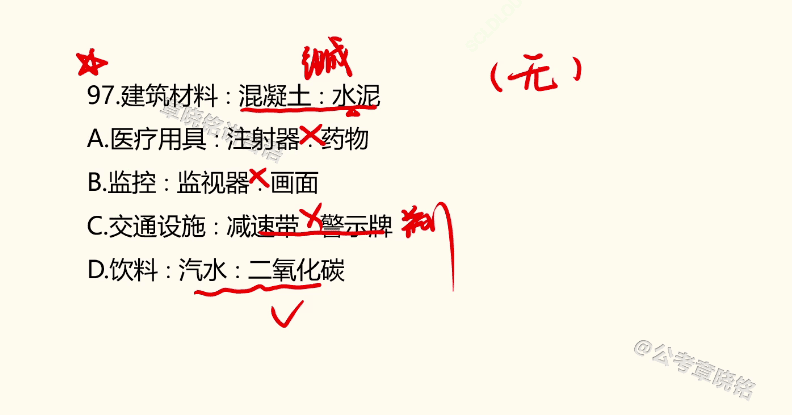 碱
(无)
97.建筑材料：混凝土：水泥
A.医疗用具：注射器：药物
B.监控：监视器：画面
C.交通设施：减速带：警示牌
D.饮料：汽水：二氧化碳
@公考章晓铭